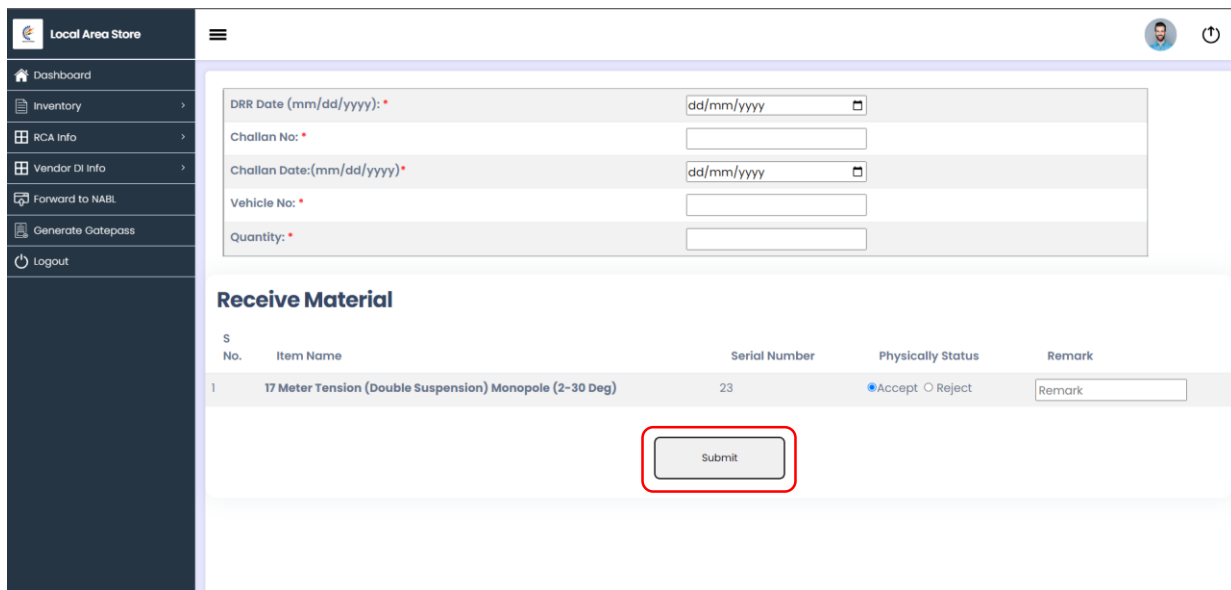 Local Area Store
Dashboard
Inventory
RCA Info
Vendor DI Info
Forward to NABL
Generate Gatepass
Logout
DRR Date (mm/dd/yyyy): * dd/mm/yyyy
Challan No: *
Challan Date:(mm/dd/yyyy)* dd/mm/yyyy
Vehicle No: *
Quantity: *
Receive Material
S No. Item Name Serial Number Physically Status Remark
1 17 Meter Tension (Double Suspension) Monopole (2-30 Deg) 23 Accept Reject Remark
Submit